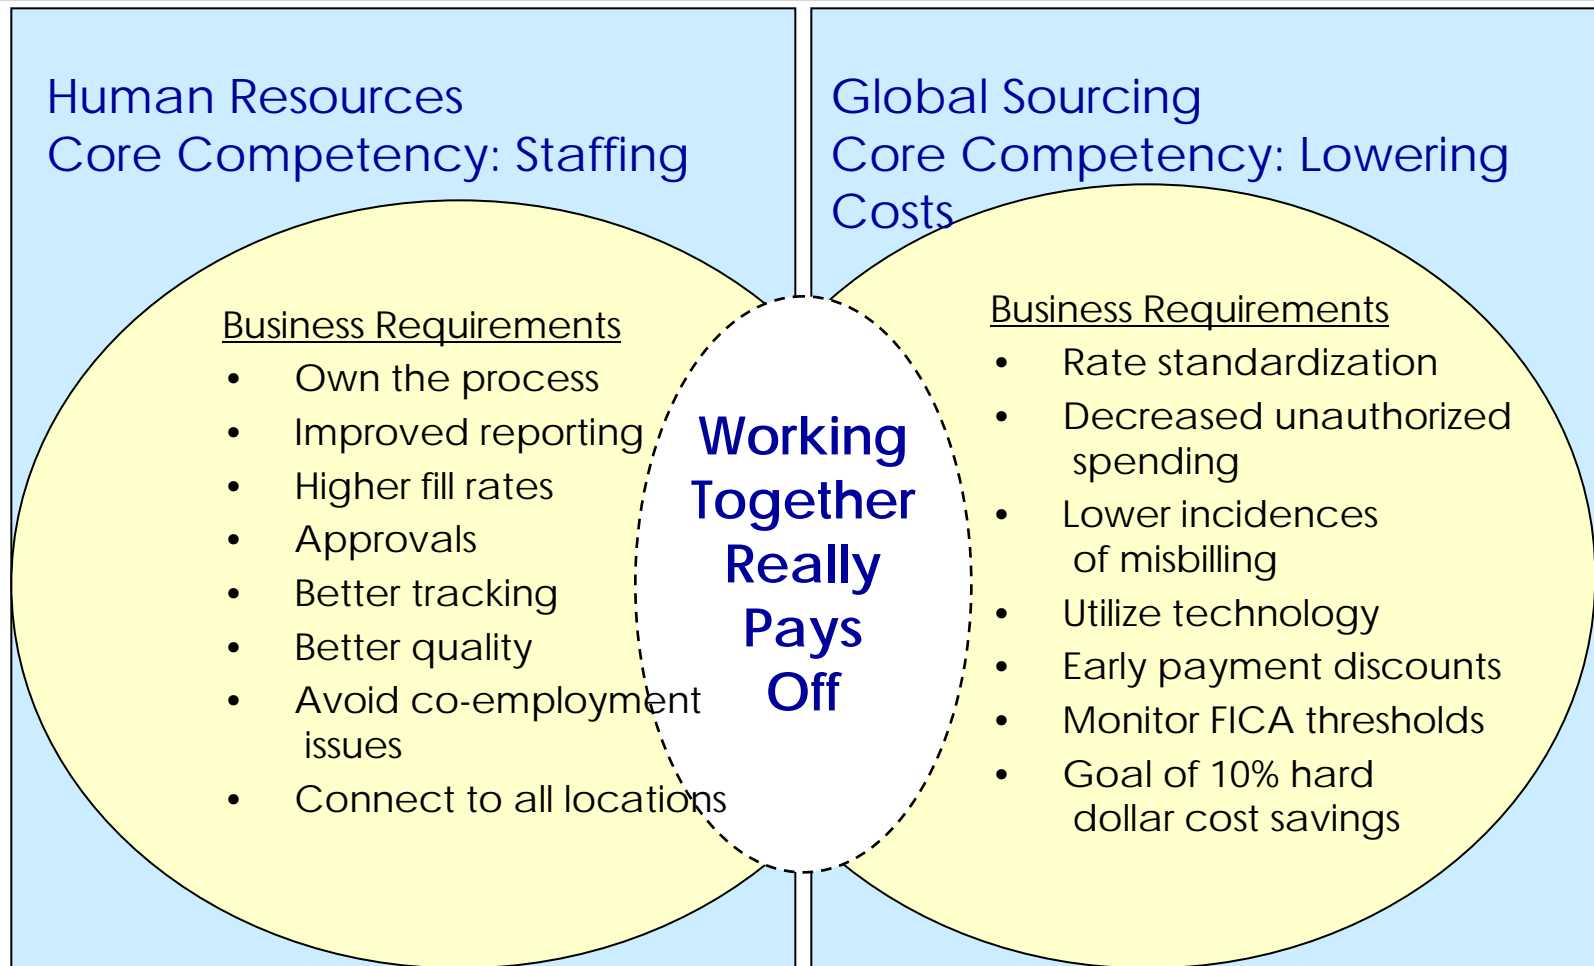 Human Resources
Core Competency: Staffing
Business Requirements
• Own the process
• Improved reporting
• Higher fill rates
• Approvals
• Better tracking
• Better quality
• Avoid co-employment
issues
• Connect to all locations
Working
Together
Really
Pays
Off
Global Sourcing
Core Competency: Lowering
Costs
Business Requirements
• Rate standardization
• Decreased unauthorized
spending
• Lower incidences
of misbilling
• Utilize technology
• Early payment discounts
• Monitor FICA thresholds
• Goal of 10% hard
dollar cost savings